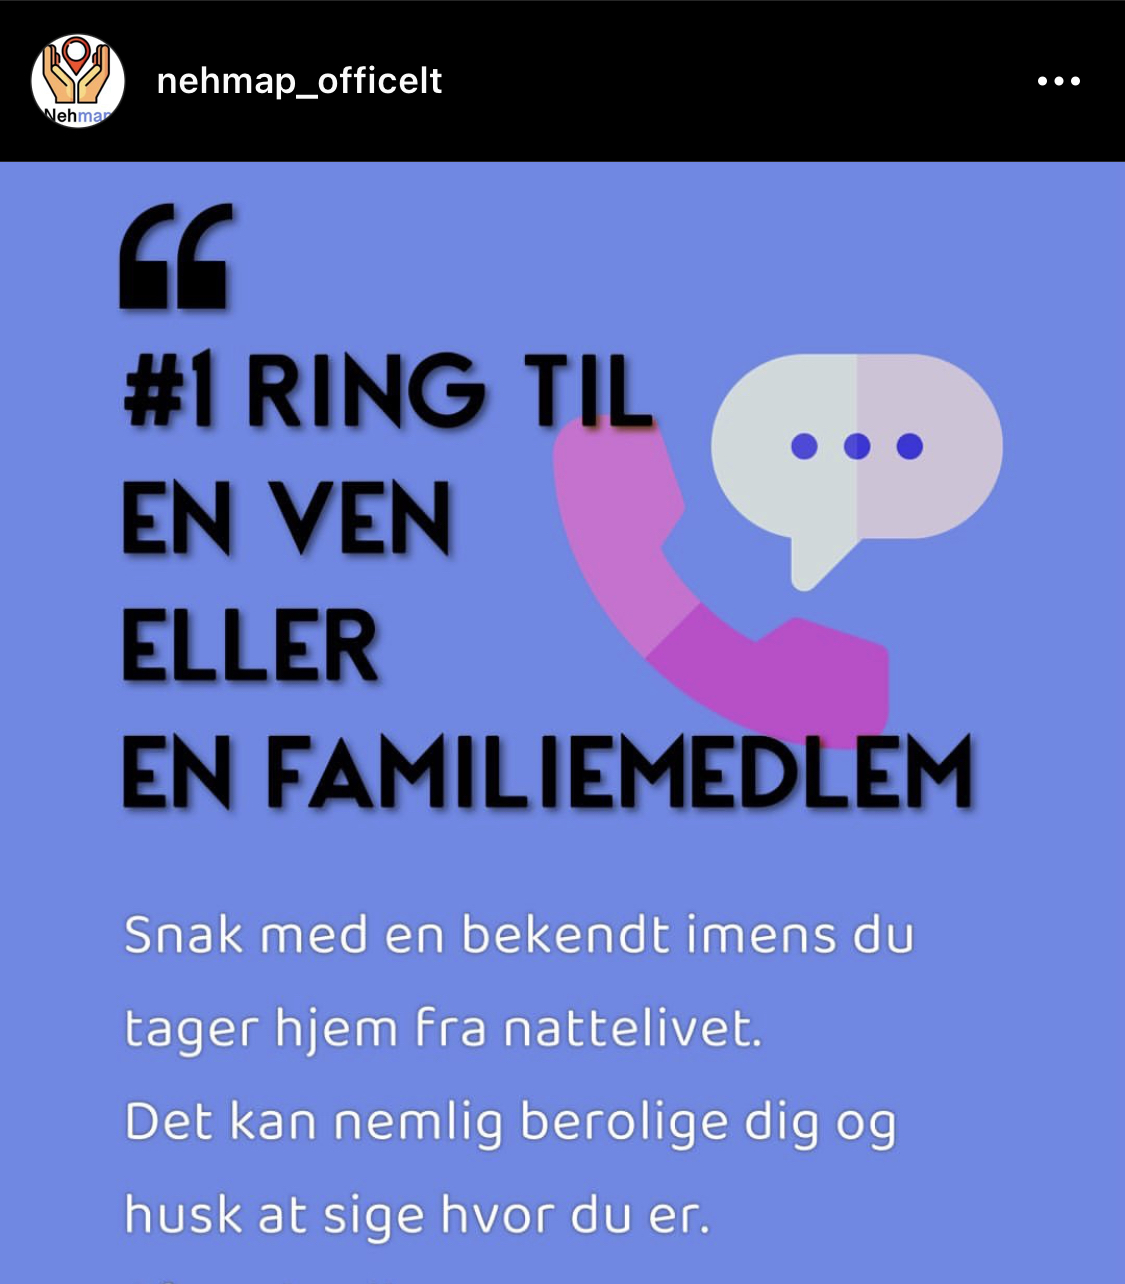 Nehmap
nehmap_officelt
#1 RING TIL
EN VEN
ELLER
EN FAMILIEMEDLEM
Snak med en bekendt imens du
tager hjem fra nattelivet.
Det kan nemlig berolige dig og
husk at sige hvor du er.